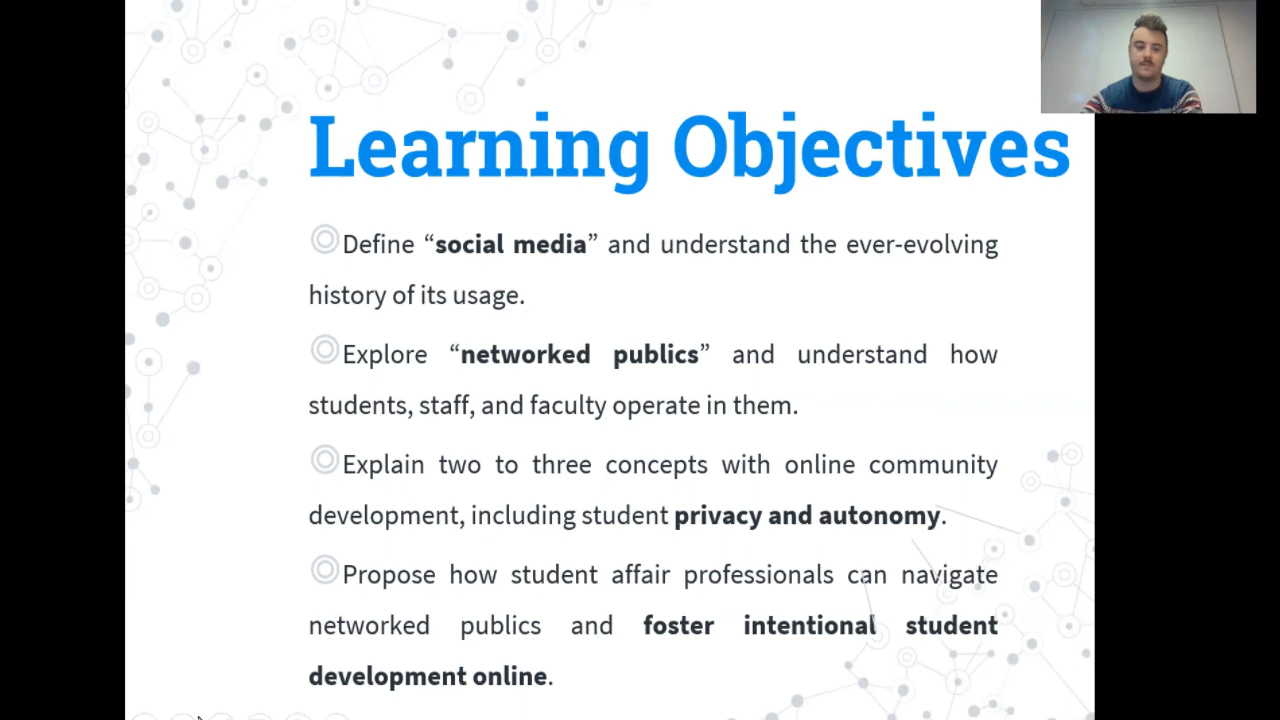 Learning Objectives
Define “social media” and understand the ever-evolving
history of its usage.
Explore “networked publics” and understand how
students, staff, and faculty operate in them.
Explain two to three concepts with online community
development, including student privacy and autonomy.
Propose how student affair professionals can navigate
networked publics and foster intentional student
development online.